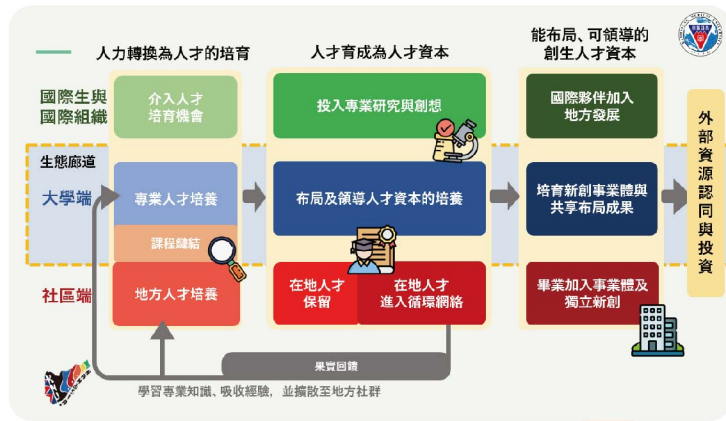 人力轉換為人才的培育
人才育成為人才資本
能布局、可領導的
創生人才資本
國際生與
國際組織
介入人才
培育機會
投入專業研究與創想
國際夥伴加入
地方發展
生態廊道
大學端
專業人才培養
布局及領導人才資本的培養
培育新創事業體與
共享布局成果
課程鏈結
社區端
地方人才培養
在地人才
保留
在地人才
進入循環網絡
畢業加入事業體及
獨立新創
外部資源認同與投資
果實回饋
學習專業知識、吸收經驗，並擴散至地方社群